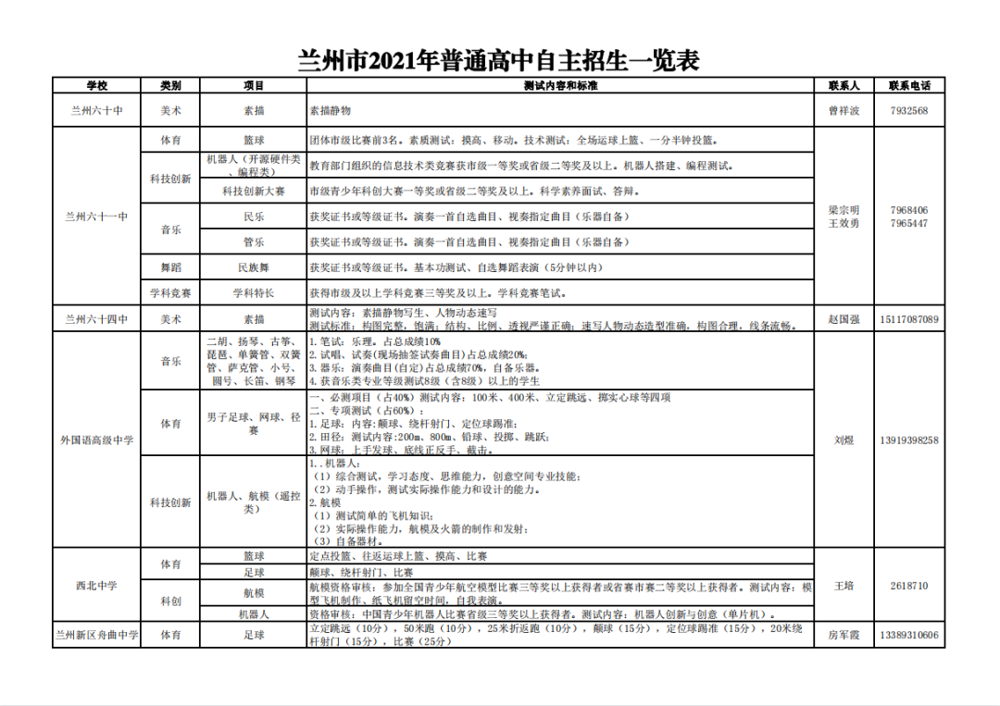 兰州市2021年普通高中自主招生一览表
学校 类别 项目 测试内容和标准 联系人 联系电话
兰州六十中 美术 素描 素描静物 曾祥波 7932568
兰州六十一中 体育 篮球 团体市级比赛前3名。素质测试：摸高、移动。技术测试：全场运球上篮、一分半钟投篮。 梁宗明 王效勇 7968406 7965447
科技创新 机器人（开源硬件类
、编程类） 教育部门组织的信息技术类竞赛获市级一等奖或省级二等奖及以上。机器人搭建、编程测试。
科技创新大赛 市级青少年科创大赛一等奖或省级二等奖及以上。科学素养面试、答辩。
音乐 民乐 获奖证书或等级证书。演奏一首自选曲目、视奏指定曲目（乐器自备）
管乐 获奖证书或等级证书。演奏一首自选曲目、视奏指定曲目（乐器自备）
舞蹈 民族舞 获奖证书或等级证书。基本功测试、自选舞蹈表演（5分钟以内）
学科竞赛 学科特长 获得市级及以上学科竞赛三等奖及以上。学科竞赛笔试。
兰州六十四中 美术 素描 测试内容：素描静物写生、人物动态速写
测试标准：构图完整，饱满；结构、比例、透视严谨正确；速写人物动态造型准确，构图合理，线条流畅。 赵国强 15117087089
外国语高级中学 音乐 二胡、扬琴、古筝、
琵琶、单簧管、双簧
管、萨克管、小号、
圆号、长笛、钢琴
1.笔试：乐理。占总成绩10%
2.试唱、试奏(现场抽签试奏曲目)占总成绩20%；
3.器乐：演奏曲目(自定)占总成绩70%，自备乐器。
4.获音乐类专业等级测试8级（含8级）以上的学生
刘煜 13919398258
体育 男子足球、网球、径
赛
一、必测项目（占40%）测试内容：100米、400米、立定跳远、掷实心球等四项
二、专项测试（占60%）：
1.足球：内容:颠球、绕杆射门、定位球踢准；
2.田径：测试内容:200m、800m、铅球、投掷、跳跃；
3.网球：上手发球、底线正反手、截击。
科技创新 机器人、航模（遥控
类）
1..机器人：
（1）综合测试，学习态度、思维能力，创意空间专业技能；
（2）动手操作，测试实际操作能力和设计的能力。
2.航模
（1）测试简单的飞机知识；
（2）实际操作能力，航模及火箭的制作和发射；
（3）自备器材。
西北中学 体育 篮球 定点投篮、往返运球上篮、摸高、比赛 王培 2618710
足球 颠球、绕杆射门、比赛
科创 航模 航模资格审核：参加全国青少年航空模型比赛三等奖以上获得者或省赛市赛二等奖以上获得者。测试内容：模
型飞机制作、纸飞机留空时间，自我表演。
机器人 资格审核：中国青少年机器人比赛省级三等奖以上获得者。测试内容：机器人创新与创意（单片机）。
兰州新区舟曲中学 体育 足球 立定跳远（10分），50米跑（10分），25米折返跑（10分），颠球（15分），定位球踢准（15分），20米绕
杆射门（15分），比赛（25分） 房军霞 13389310606